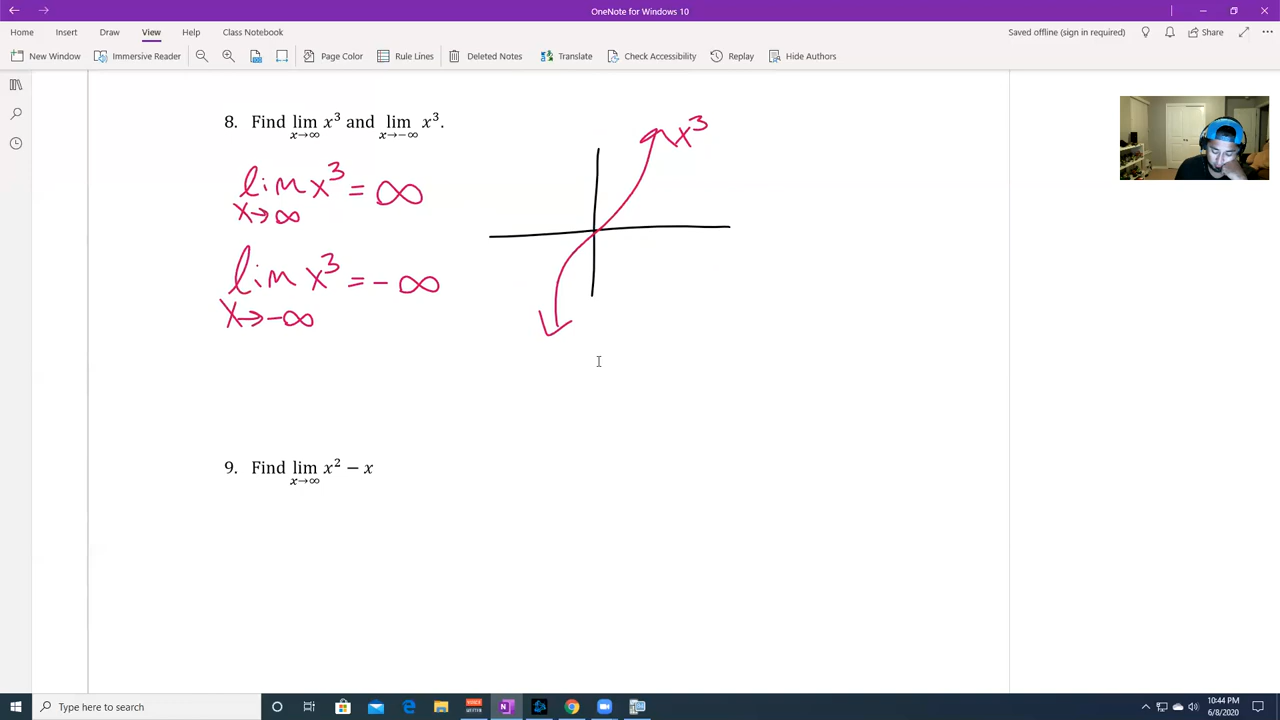 OneNote for Windows 10
Home Insert Draw View Help Class Notebook Saved offline (sign in required) Share
New Window Immersive Reader Page Color Rule Lines Deleted Notes Translate Check Accessibility Replay Hide Authors
8. Find lim x→∞ x³ and lim x→−∞ x³.
x³
lim x→∞ x³ = ∞
lim x→−∞ x³ = −∞
9. Find lim x→∞ x² − x
Type here to search
10:44 PM
6/8/2020